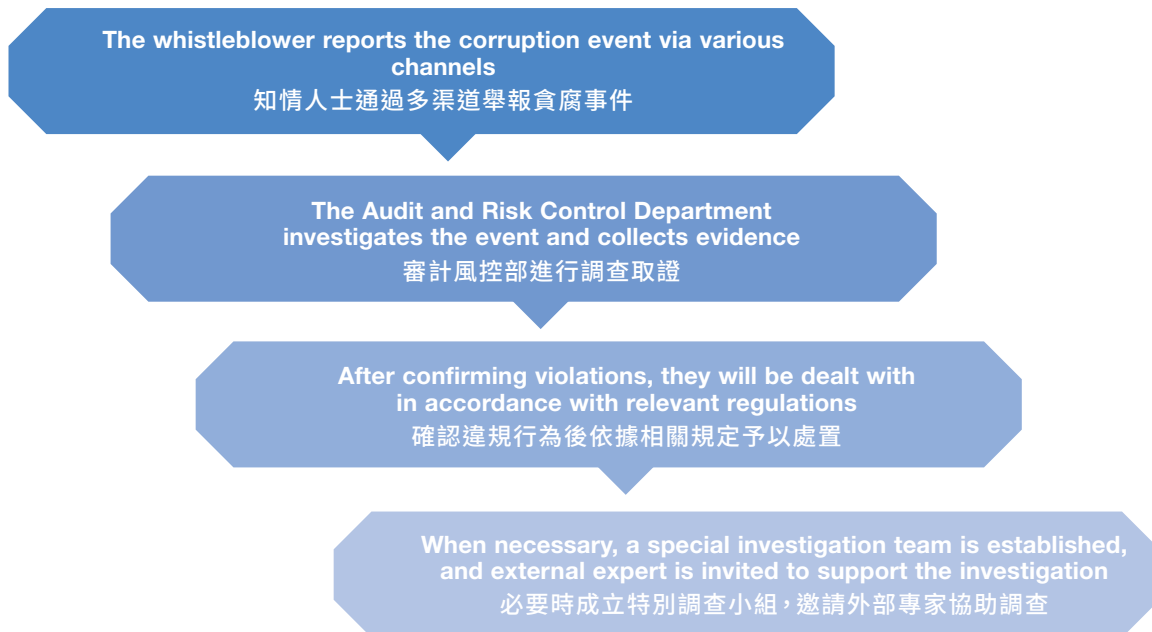 The whistleblower reports the corruption event via various
channels
知情人士通過多渠道舉報貪腐事件
The Audit and Risk Control Department
investigates the event and collects evidence
審計風控部進行調查取證
After confirming violations, they will be dealt with
in accordance with relevant regulations
確認違規行為後依據相關規定予以處置
When necessary, a special investigation team is established,
and external expert is invited to support the investigation
必要時成立特別調查小組，邀請外部專家協助調查